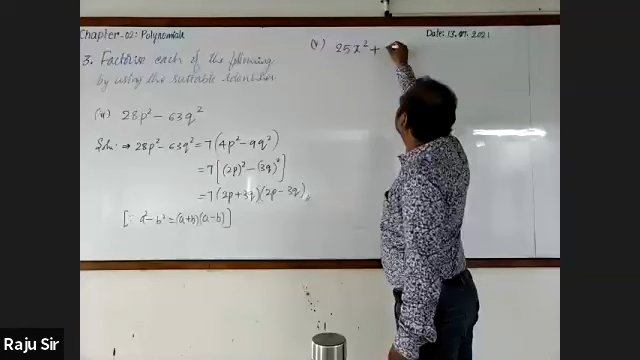 Chapter-02: Polynomials
Date: 13.07.2021
3. Factorise each of the following
by using the suitable identities
(iv) 28p² − 63q²
Soln: ⇒ 28p² − 63q² = 7(4p² − 9q²)
= 7[(2p)² − (3q)²]
= 7(2p+3q)(2p−3q)
[∵ a² − b² = (a+b)(a−b)]
(v) 25x² +
Raju Sir